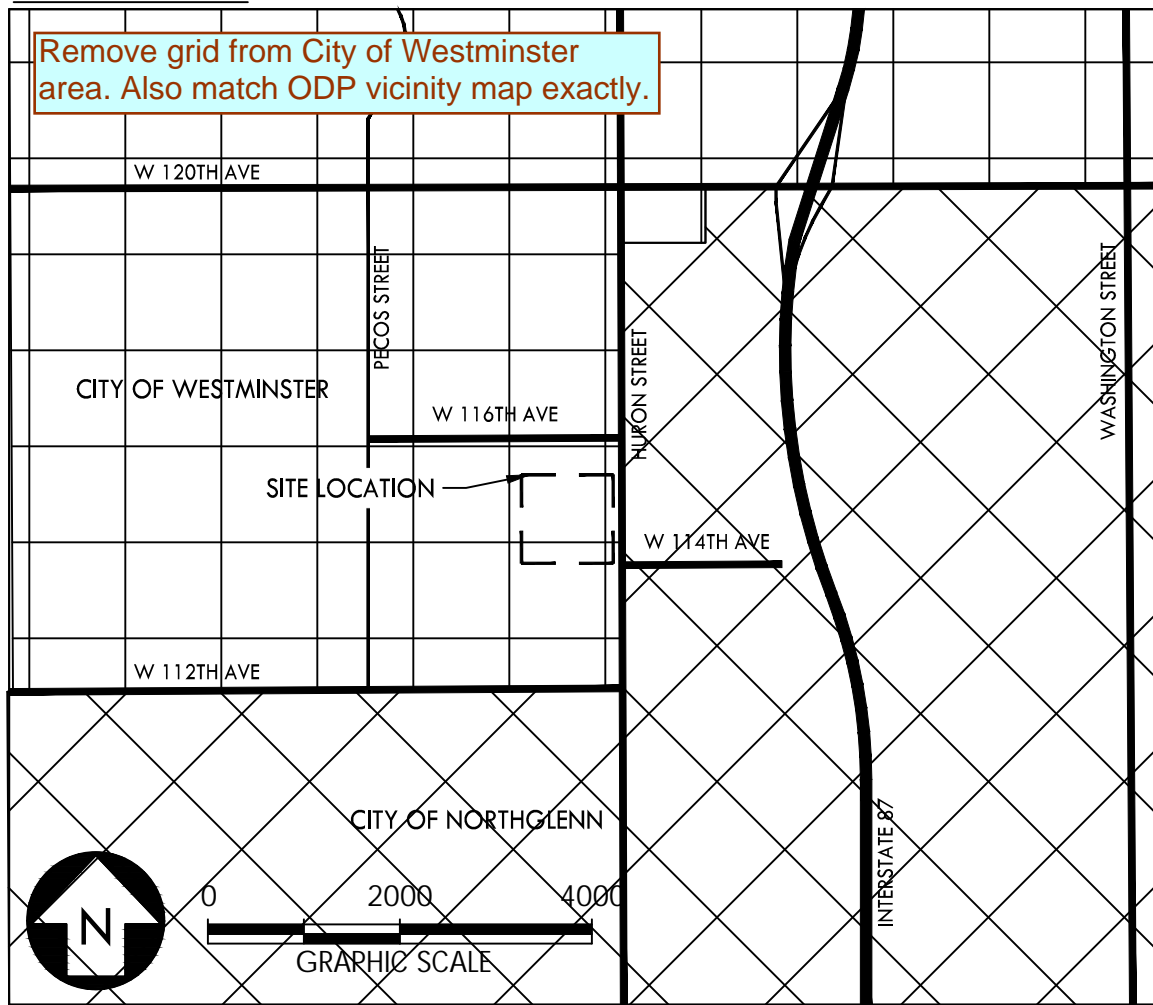 Remove grid from City of Westminster
area. Also match ODP vicinity map exactly.
W 120TH AVE
PECOS STREET
HURON STREET
WASHINGTON STREET
CITY OF WESTMINSTER
W 116TH AVE
SITE LOCATION
W 114TH AVE
W 112TH AVE
CITY OF NORTHGLENN
INTERSTATE 87
N
0 2000 4000
GRAPHIC SCALE